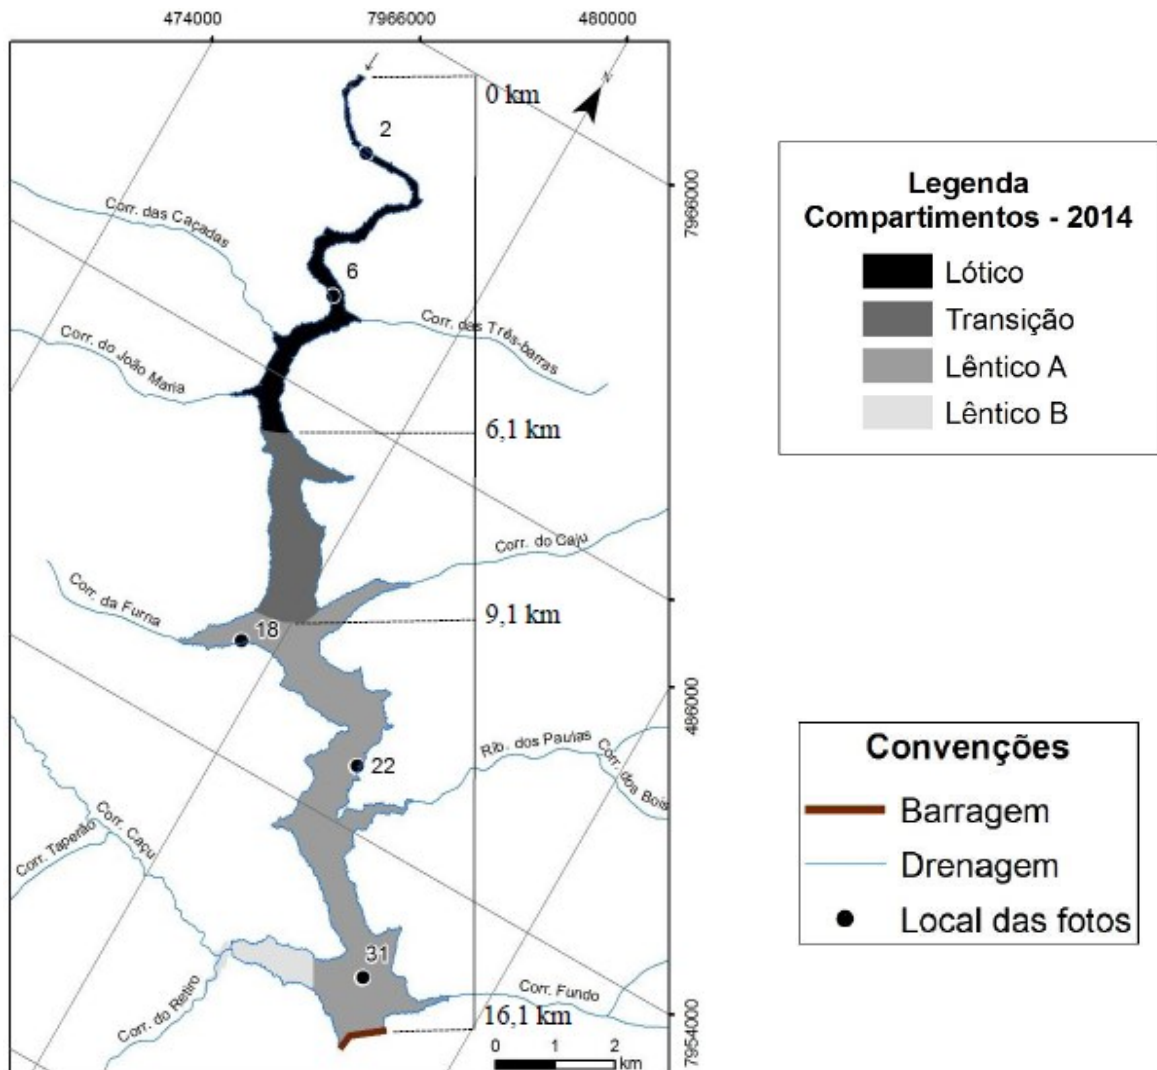 474000
7966000
480000
0 km
N
2
7966000
Corr. das Caçadas
6
Corr. das Três-barras
Corr. do João Maria
6,1 km
Corr. do Caju
Corr. da Furna
9,1 km
18
486000
Rib. dos Paulas
Corr. dos Bois
22
Corr. Caçu
Corr. Taperão
31
Corr. do Retiro
Corr. Fundo
16,1 km
7954000
0 1 2
km
Legenda
Compartimentos - 2014
Lótico
Transição
Lêntico A
Lêntico B
Convenções
Barragem
Drenagem
Local das fotos